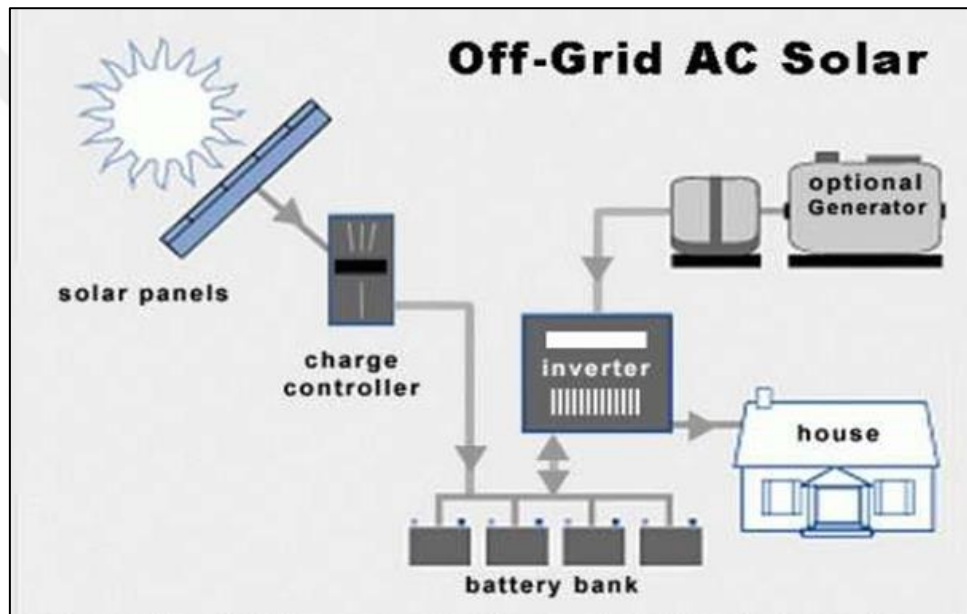 Off-Grid AC Solar
optional
Generator
solar panels
charge
controller
inverter
house
battery bank